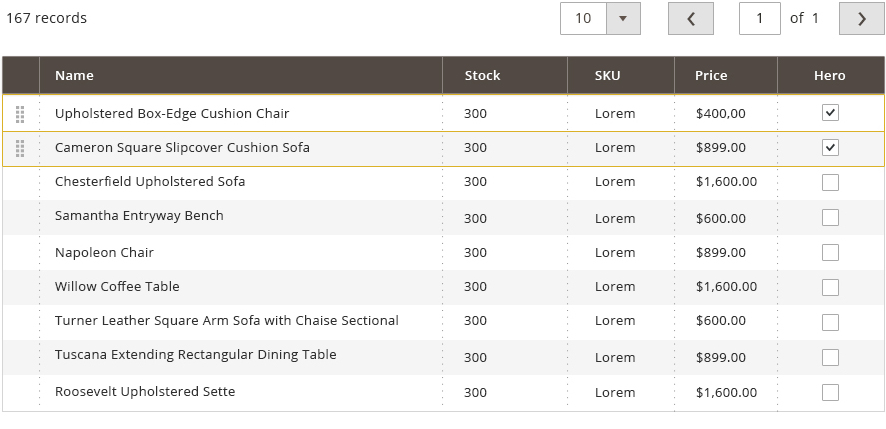 167 records 10 1 of 1
Name Stock SKU Price Hero
Upholstered Box-Edge Cushion Chair 300 Lorem $400,00
Cameron Square Slipcover Cushion Sofa 300 Lorem $899.00
Chesterfield Upholstered Sofa 300 Lorem $1,600.00
Samantha Entryway Bench 300 Lorem $600.00
Napoleon Chair 300 Lorem $899.00
Willow Coffee Table 300 Lorem $1,600.00
Turner Leather Square Arm Sofa with Chaise Sectional 300 Lorem $600.00
Tuscana Extending Rectangular Dining Table 300 Lorem $899.00
Roosevelt Upholstered Sette 300 Lorem $1,600.00